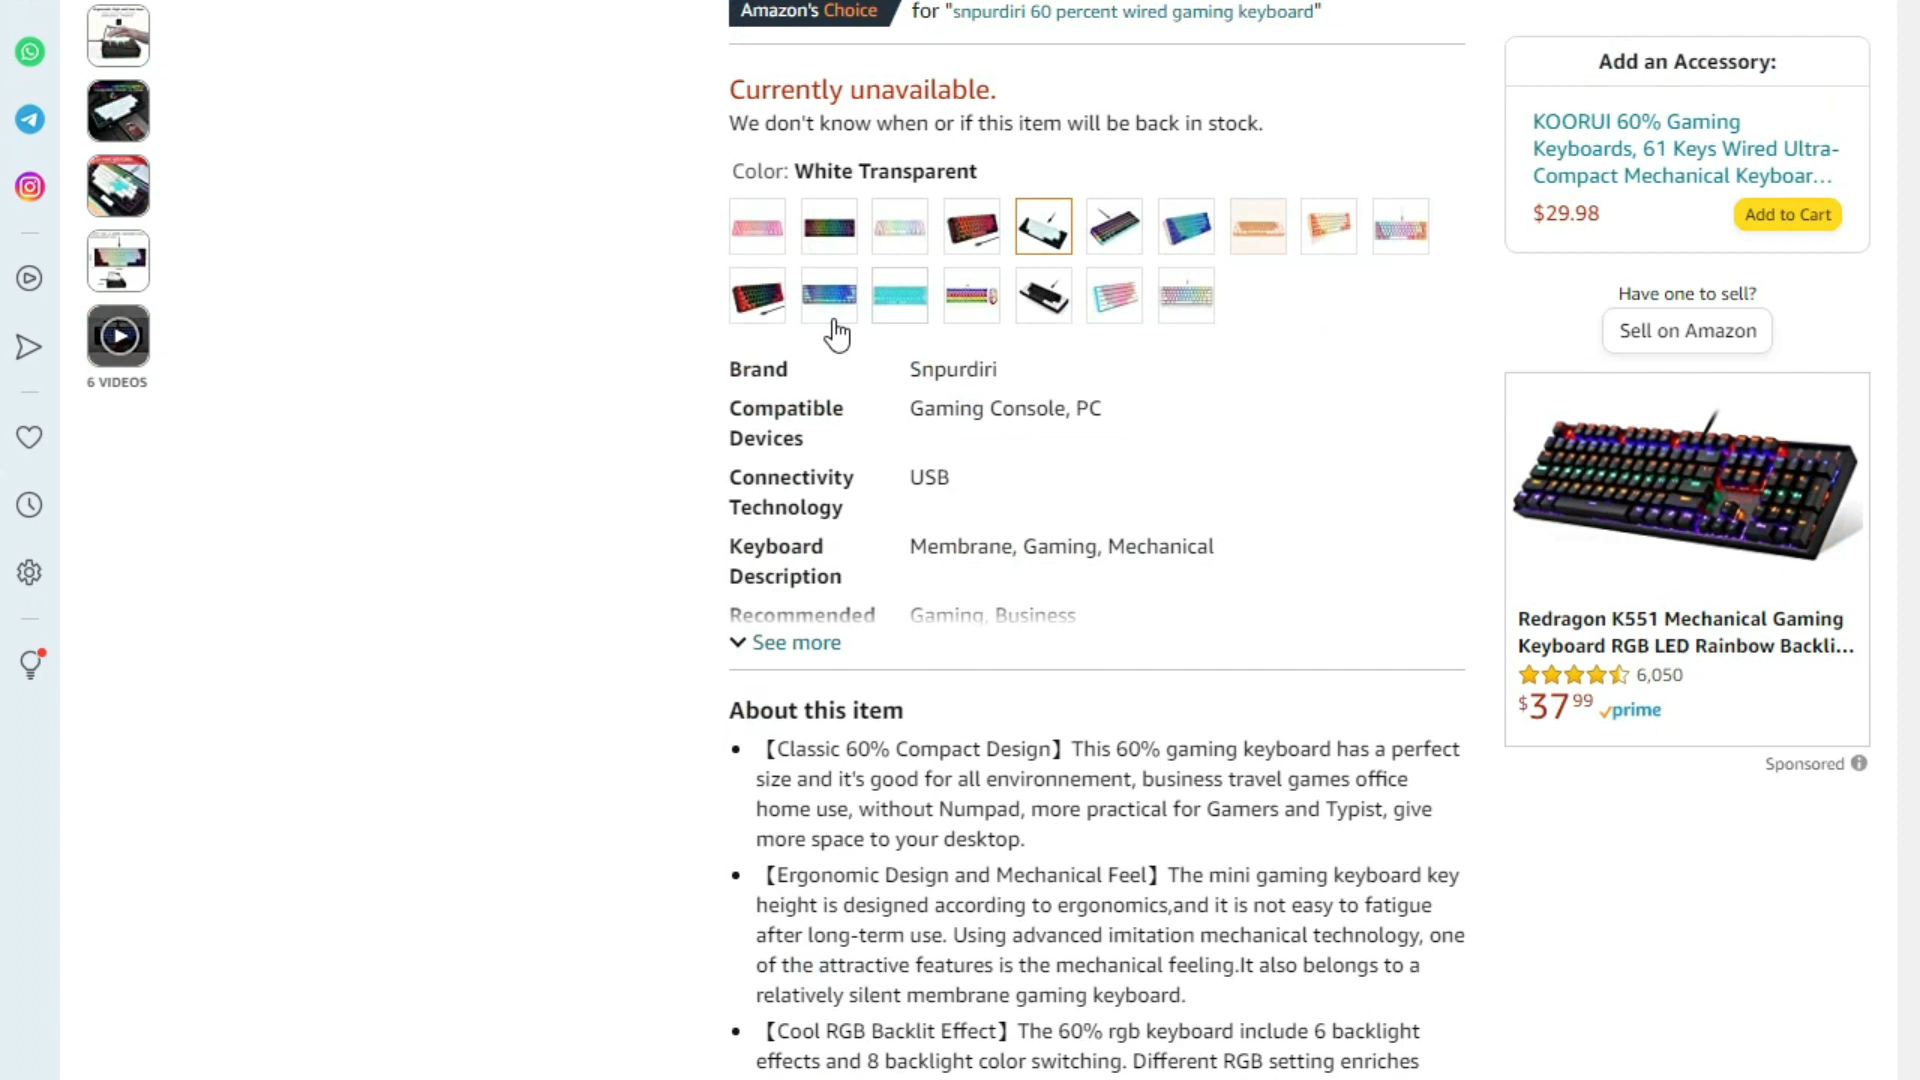 Amazon's Choice for "snpurdiri 60 percent wired gaming keyboard"
Currently unavailable.
We don't know when or if this item will be back in stock.
Color: White Transparent
6 VIDEOS
Brand Snpurdiri
Compatible Gaming Console, PC
Devices
Connectivity USB
Technology
Keyboard Membrane, Gaming, Mechanical
Description
Recommended Gaming, Business
See more
About this item
【Classic 60% Compact Design】This 60% gaming keyboard has a perfect
size and it's good for all environnement, business travel games office
home use, without Numpad, more practical for Gamers and Typist, give
more space to your desktop.
【Ergonomic Design and Mechanical Feel】The mini gaming keyboard key
height is designed according to ergonomics,and it is not easy to fatigue
after long-term use. Using advanced imitation mechanical technology, one
of the attractive features is the mechanical feeling.It also belongs to a
relatively silent membrane gaming keyboard.
【Cool RGB Backlit Effect】The 60% rgb keyboard include 6 backlight
effects and 8 backlight color switching. Different RGB setting enriches
Add an Accessory:
KOORUI 60% Gaming
Keyboards, 61 Keys Wired Ultra-
Compact Mechanical Keyboar...
$29.98 Add to Cart
Have one to sell?
Sell on Amazon
Redragon K551 Mechanical Gaming
Keyboard RGB LED Rainbow Backli...
6,050
$37 99 prime
Sponsored